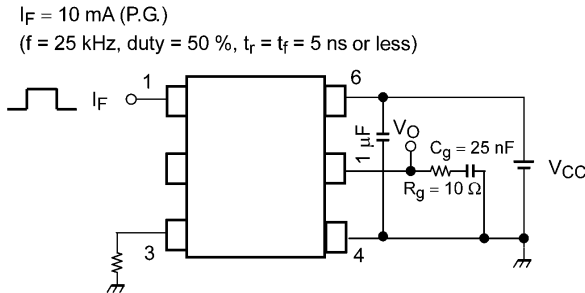 IF = 10 mA (P.G.)
(f = 25 kHz, duty = 50 %, tr = tf = 5 ns or less)
1
6
IF
1 μF
VO
Cg = 25 nF
VCC
Rg = 10 Ω
3
4